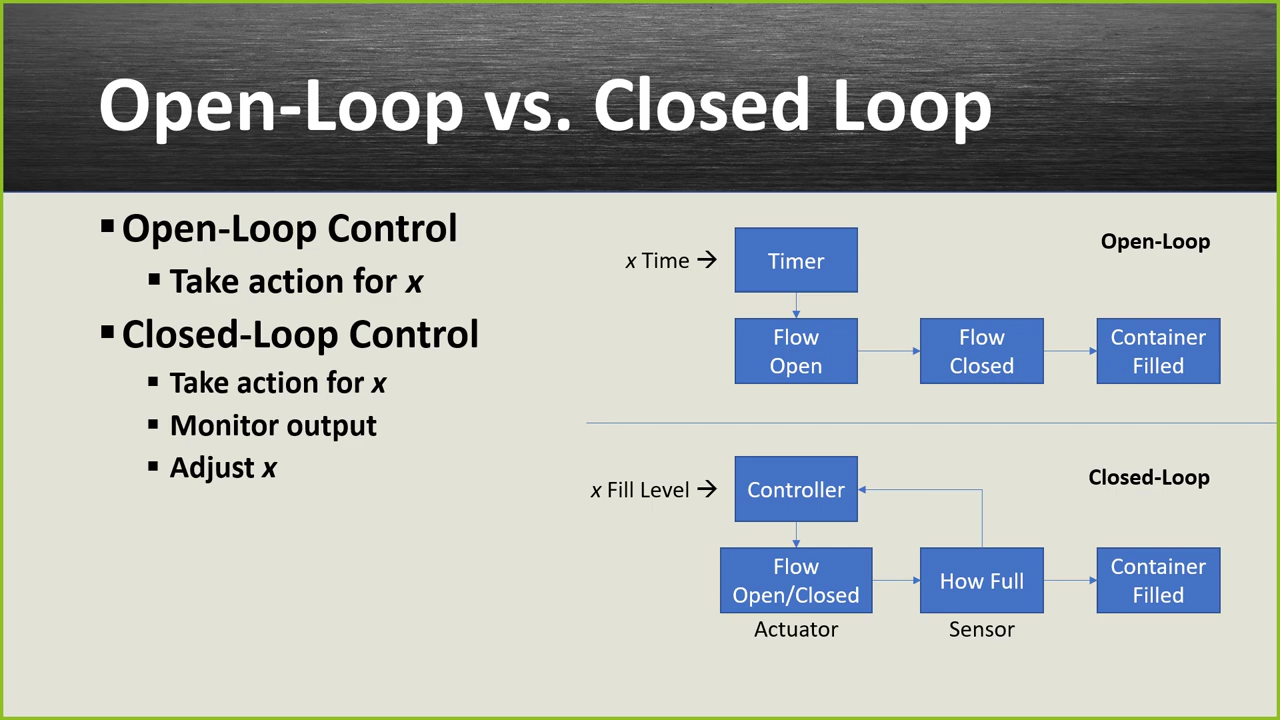 Open-Loop vs. Closed Loop
▪Open-Loop Control
▪ Take action for x
▪Closed-Loop Control
▪ Take action for x
▪ Monitor output
▪ Adjust x
x Time →
Timer
Open-Loop
Flow
Open
Flow
Closed
Container
Filled
x Fill Level →
Controller
Closed-Loop
Flow
Open/Closed
How Full
Container
Filled
Actuator
Sensor